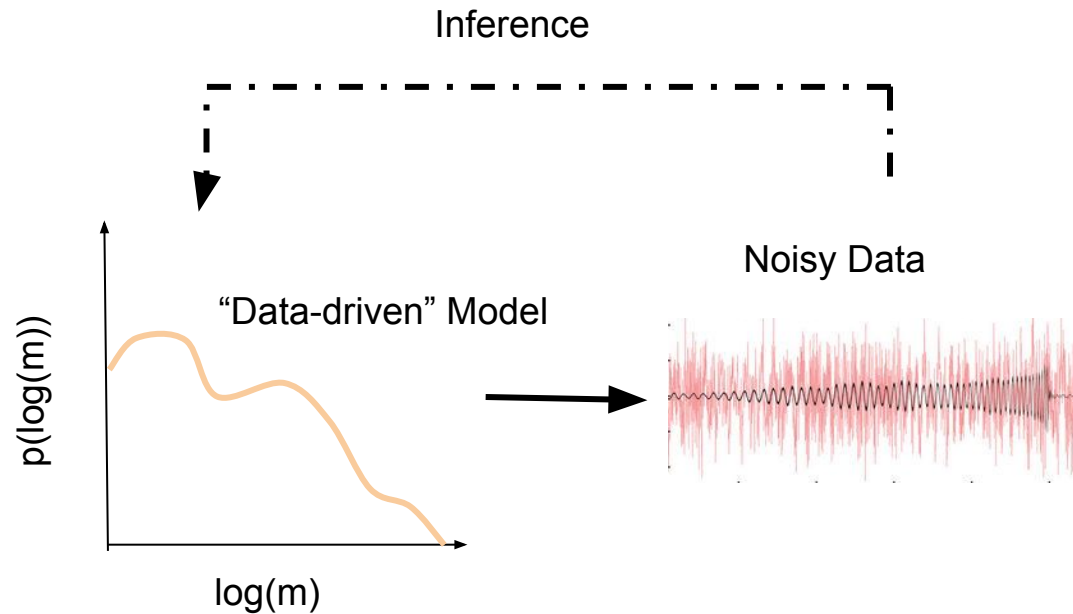 Inference
Noisy Data
“Data-driven” Model
p(log(m))
log(m)